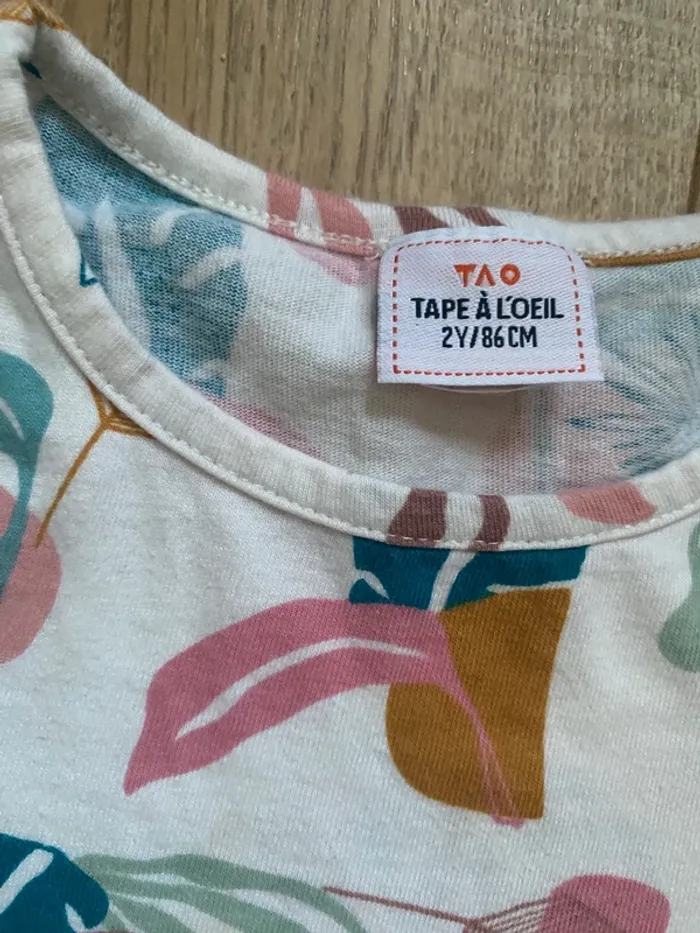 TAO
TAPE À L'OEIL
2Y/86CM